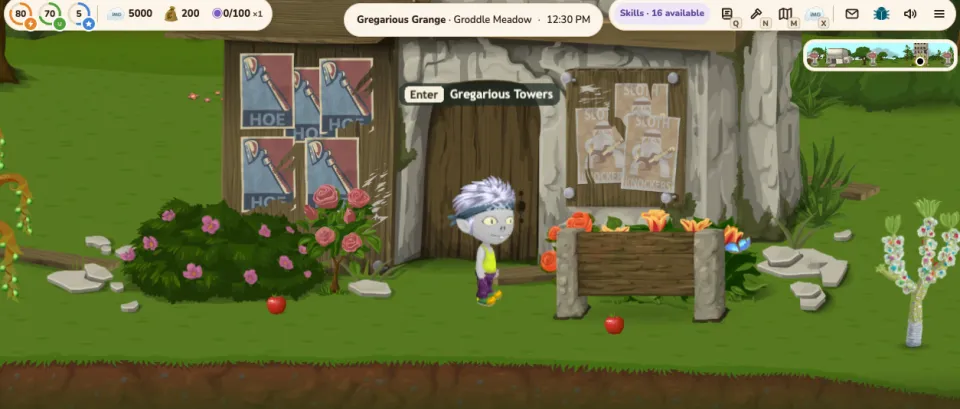 80
70
5
5000
200
0/100 ×1
Gregarious Grange · Groddle Meadow · 12:30 PM
Skills · 16 available
Q
N
M
X
Enter Gregarious Towers
HOE
HOE
HOE
HOE
SLOTH
SLOTH